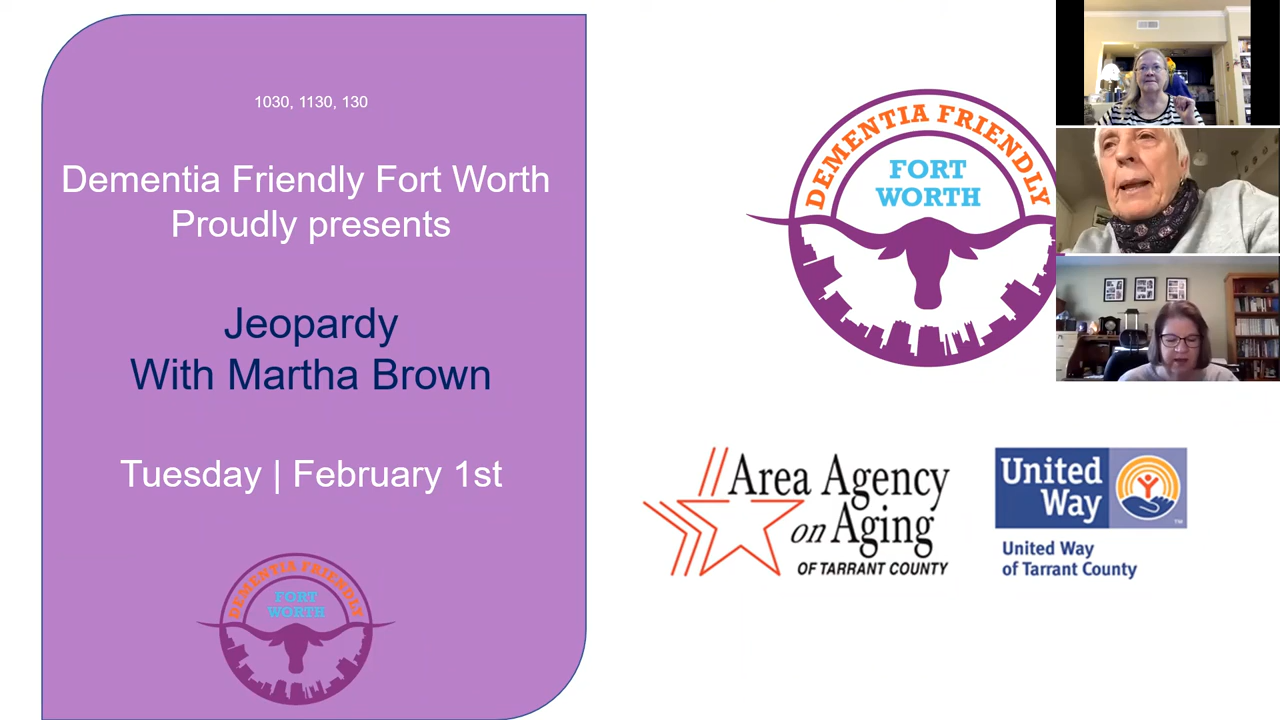 1030, 1130, 130
Dementia Friendly Fort Worth
Proudly presents
Jeopardy
With Martha Brown
Tuesday | February 1st
DEMENTIA FRIENDLY
FORT
WORTH
DEMENTIA FRIENDLY
FORT
WORTH
Area Agency
on Aging
OF TARRANT COUNTY
United
Way
TM
United Way
of Tarrant County